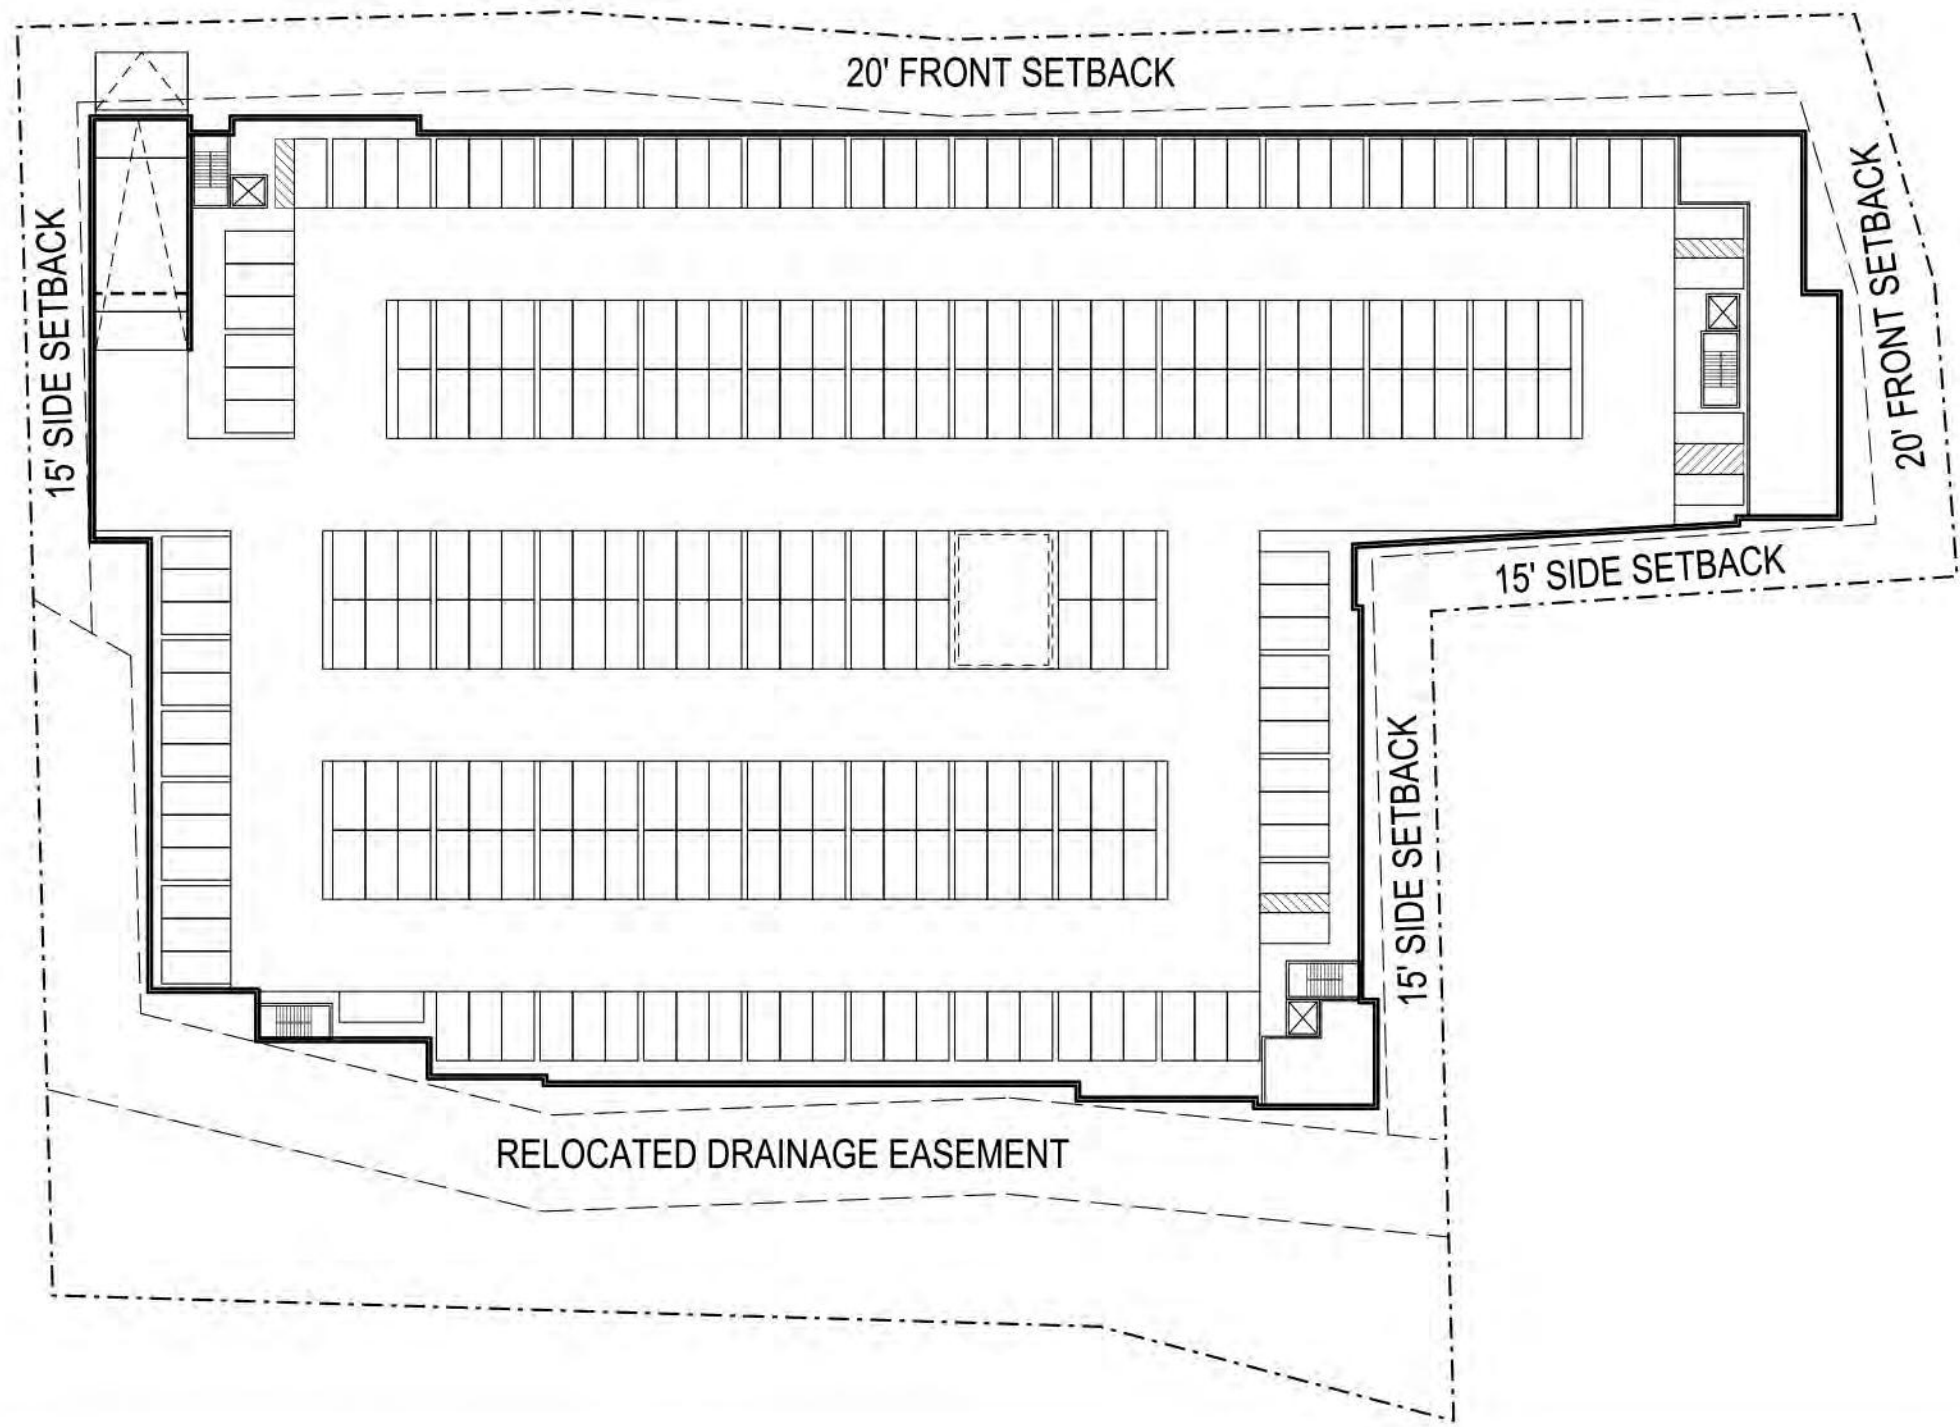 20' FRONT SETBACK
15' SIDE SETBACK
20' FRONT SETBACK
15' SIDE SETBACK
15' SIDE SETBACK
RELOCATED DRAINAGE EASEMENT